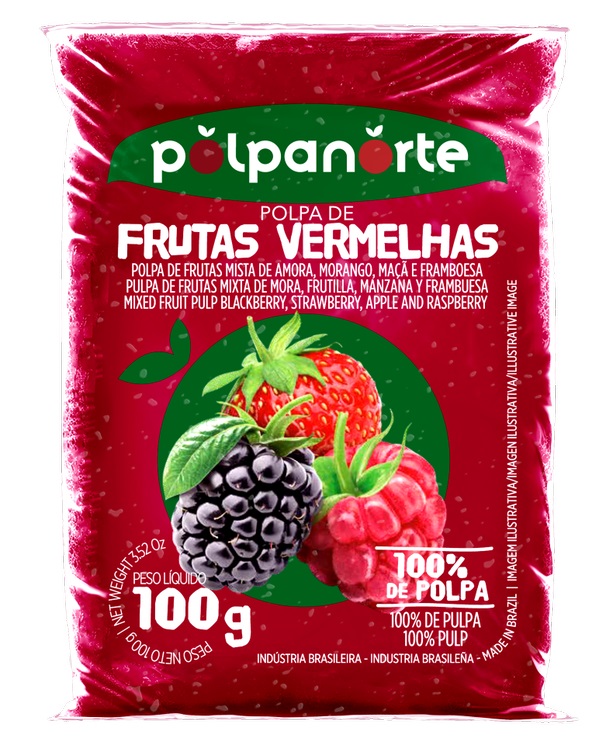 polpanorte
POLPA DE
FRUTAS VERMELHAS
POLPA DE FRUTAS MISTA DE AMORA, MORANGO, MAÇÃ E FRAMBOESA
PULPA DE FRUTAS MIXTA DE MORA, FRUTILLA, MANZANA Y FRAMBUESA
MIXED FRUIT PULP BLACKBERRY, STRAWBERRY, APPLE AND RASPBERRY
PESO LÍQUIDO
100g
PESO NETO 100g | NET WEIGHT 3.52 Oz
100%
DE POLPA
100% DE PULPA
100% PULP
INDÚSTRIA BRASILEIRA - INDUSTRIA BRASILEÑA - MADE IN BRAZIL | IMAGEM ILUSTRATIVA/IMAGEN ILUSTRATIVA/ILLUSTRATIVE IMAGE